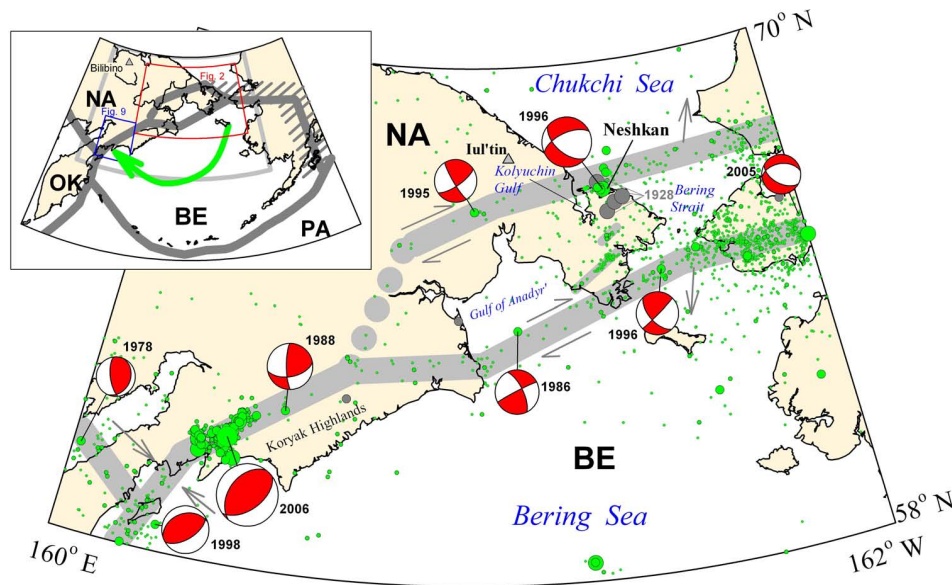 70° N
Chukchi Sea
Bilibino
Fig. 2
NA
Fig. 9
OK
BE
PA
NA
1996
Neshkan
Iul'tin
Kolyuchin
Gulf
1995
1928
Bering
Strait
2005
Gulf of Anadyr'
1996
1978
1988
1986
Koryak Highlands
BE
2006
1998
Bering Sea
58° N
160° E
162° W